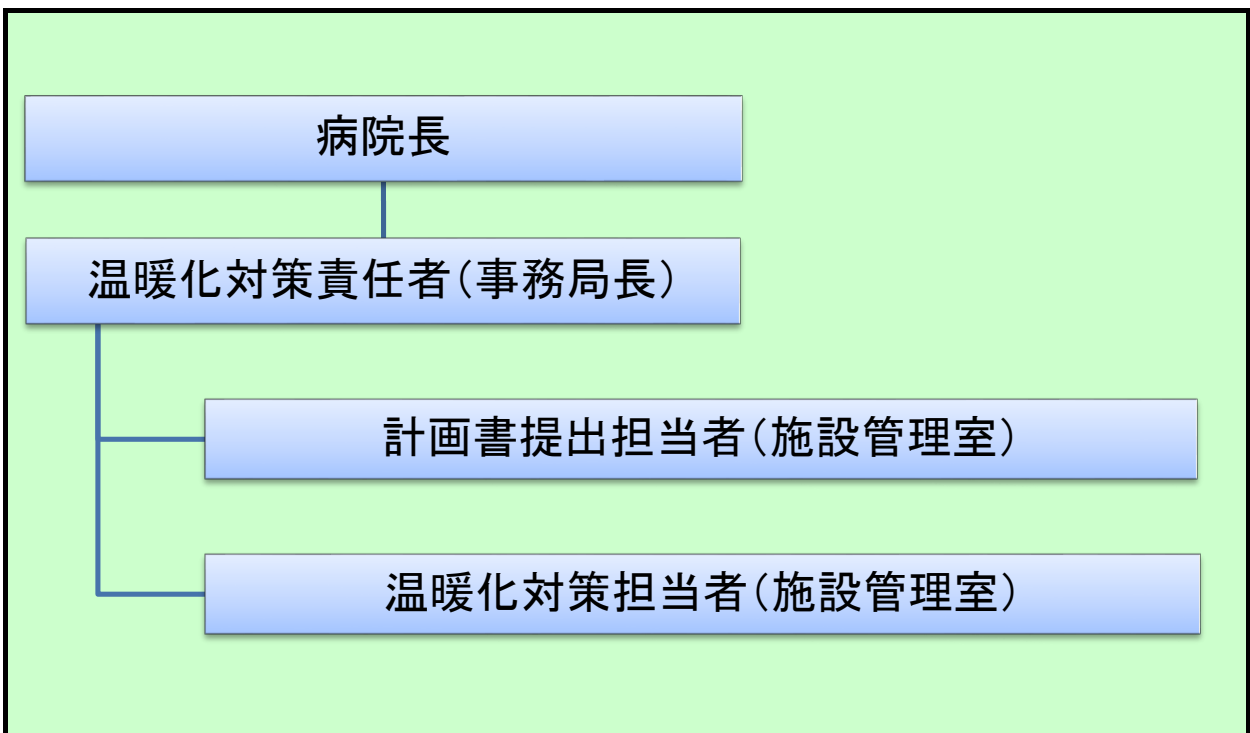 病院長
温暖化対策責任者（事務局長）
計画書提出担当者（施設管理室）
温暖化対策担当者（施設管理室）